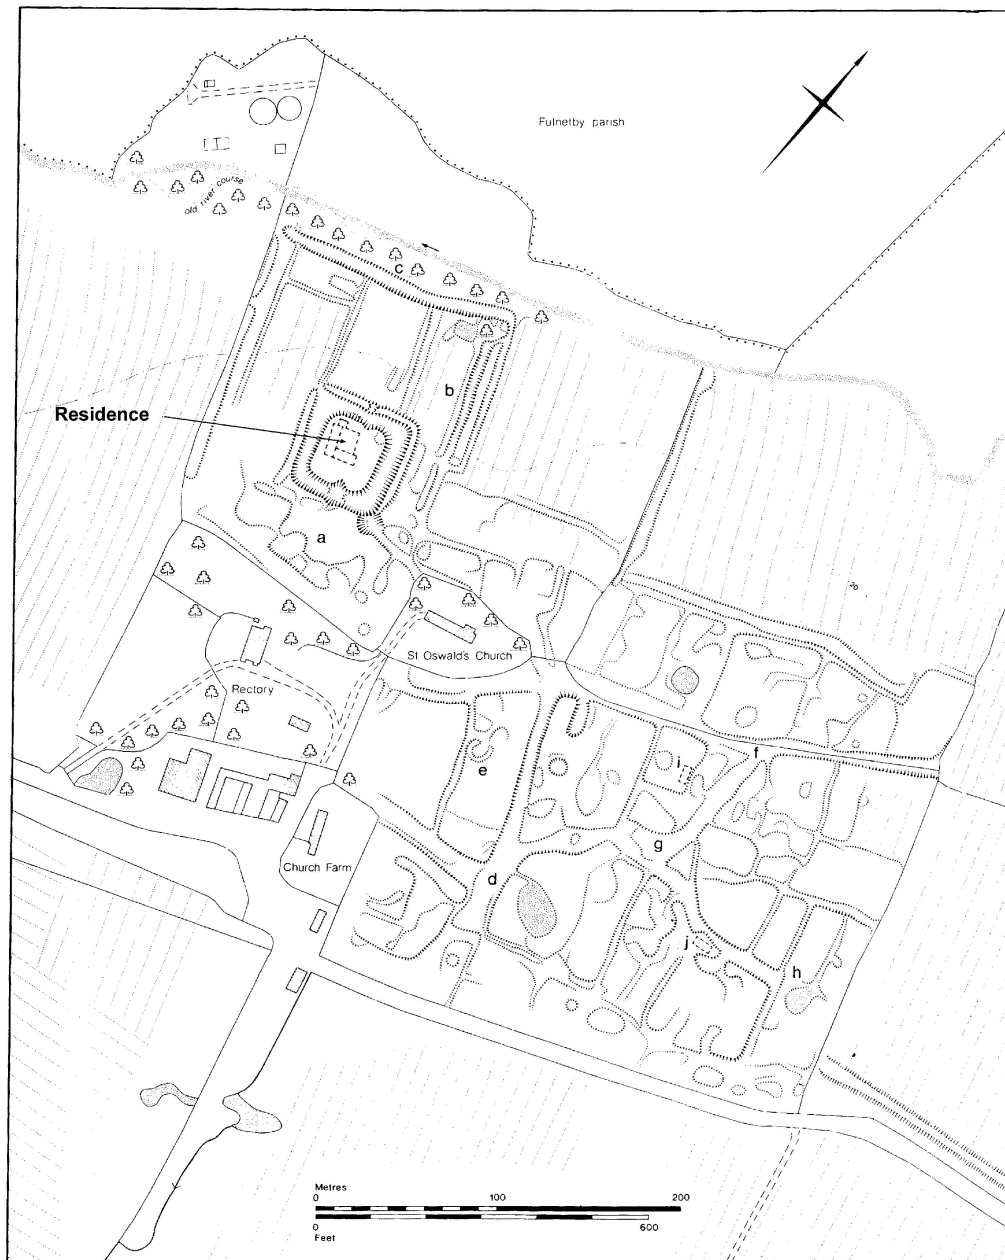 Fulnetby parish
old river course
c
b
Residence
a
20
St Oswald's Church
Rectory
f
i
e
g
d
Church Farm
j
h
Metres
0 100 200
0 600
Feet